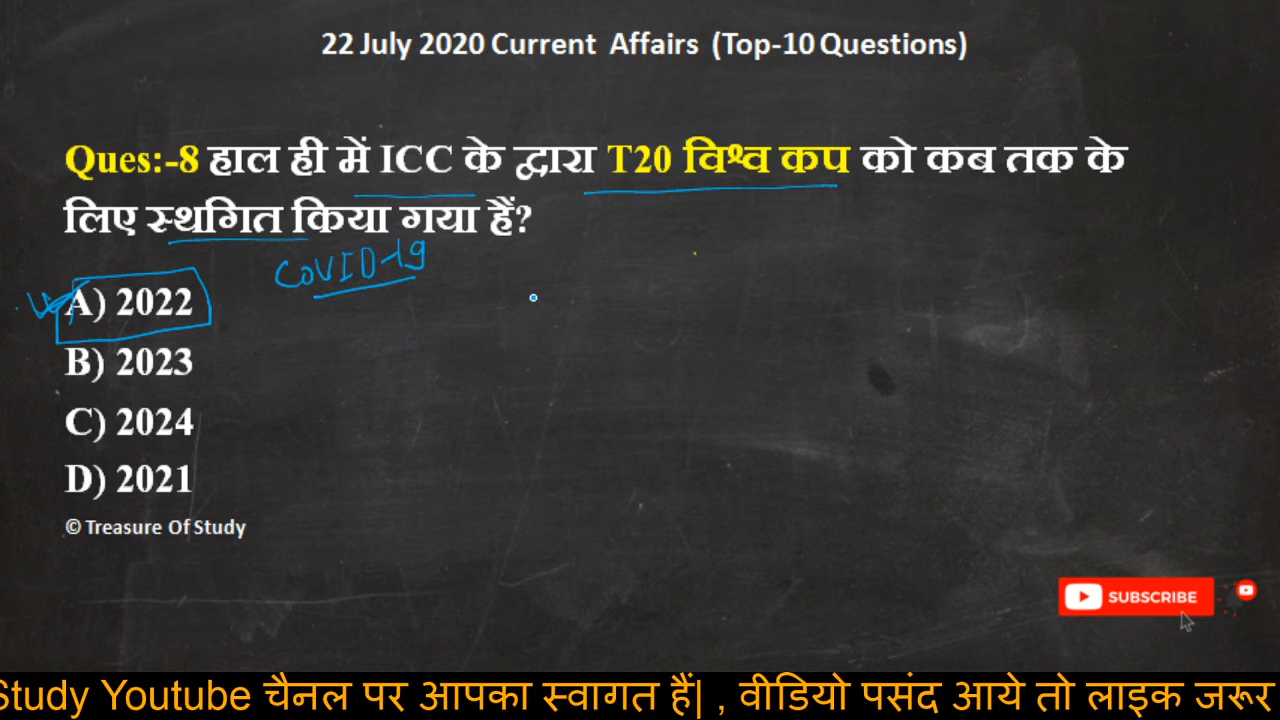 22 July 2020 Current Affairs (Top-10 Questions)
Ques:-8 हाल ही में ICC के द्वारा T20 विश्व कप को कब तक के
लिए स्थगित किया गया हैं?
COVID-19
A) 2022
B) 2023
C) 2024
D) 2021
© Treasure Of Study
SUBSCRIBE
Study Youtube चैनल पर आपका स्वागत हैं| , वीडियो पसंद आये तो लाइक जरूर